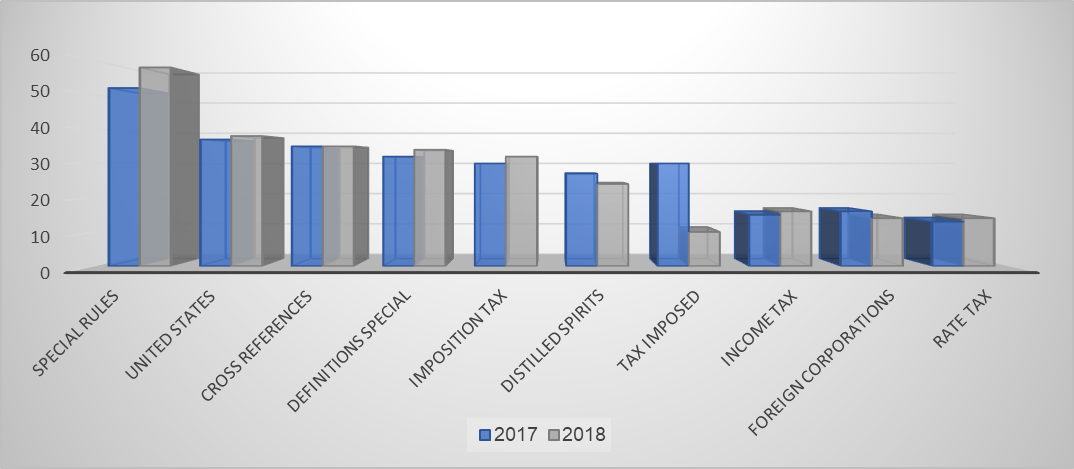 60
50
40
30
20
10
0
SPECIAL RULES
UNITED STATES
CROSS REFERENCES
DEFINITIONS SPECIAL
IMPOSITION TAX
DISTILLED SPIRITS
TAX IMPOSED
INCOME TAX
FOREIGN CORPORATIONS
RATE TAX
2017 2018